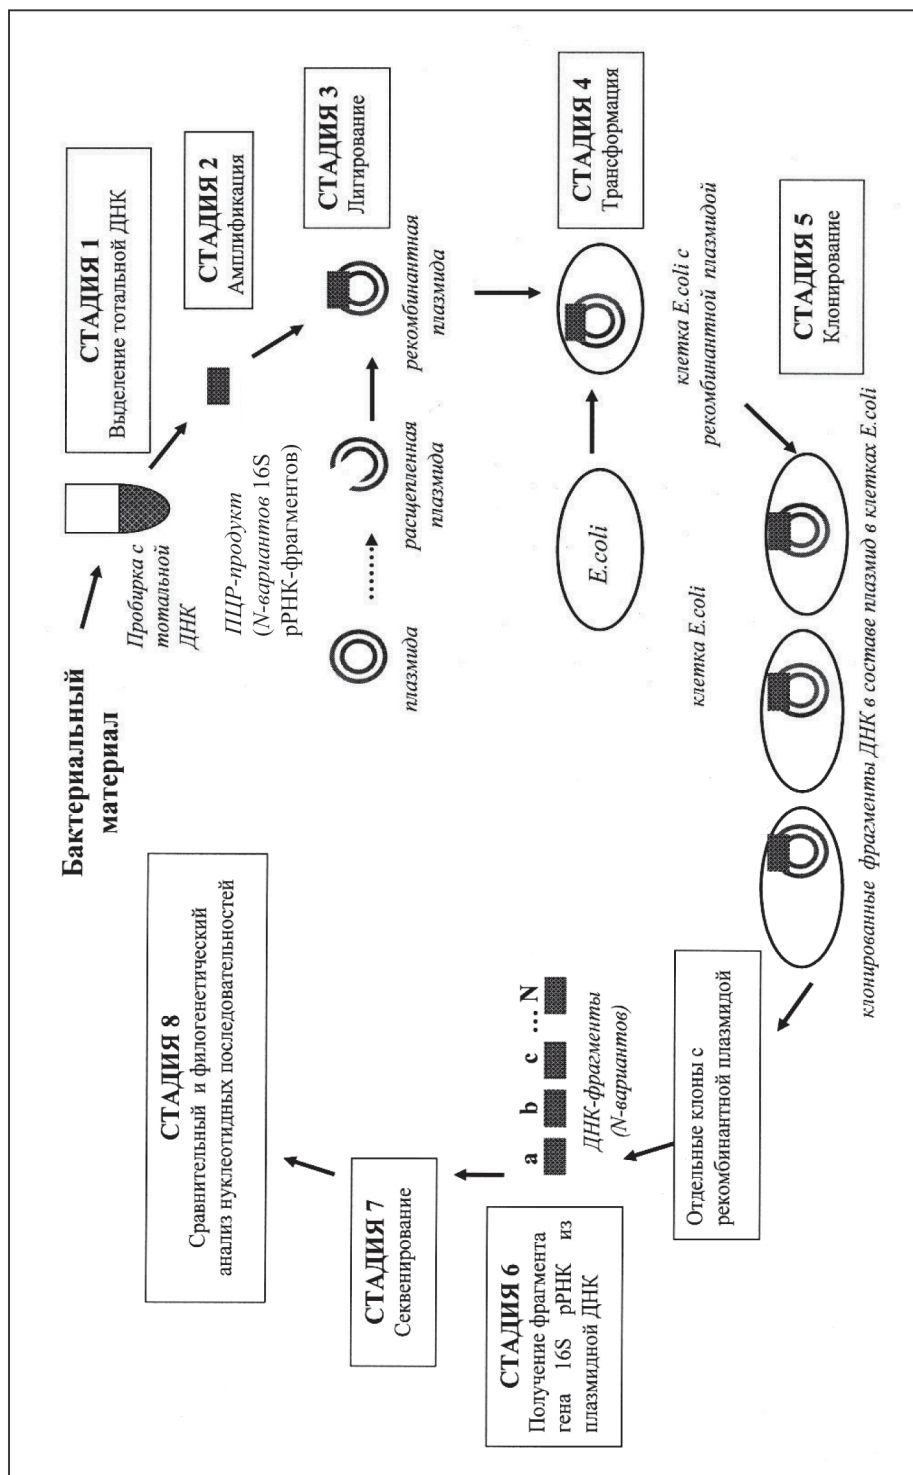 Бактериальный
материал
Пробирка с
тотальной
ДНК
СТАДИЯ 1
Выделение тотальной ДНК
СТАДИЯ 2
Амплификация
ПЦР-продукт
(N-вариантов 16S
рРНК-фрагментов)
СТАДИЯ 3
Лигирование
плазмида
расщепленная
плазмида
рекомбинантная
плазмида
СТАДИЯ 4
Трансформация
E.coli
клетка E.coli
клетка E.coli с
рекомбинантной плазмидой
СТАДИЯ 5
Клонирование
клонированные фрагменты ДНК в составе плазмид в клетках E.coli
Отдельные клоны с
рекомбинантной плазмидой
a b c ... N
ДНК-фрагменты
(N-вариантов)
СТАДИЯ 6
Получение фрагмента
гена 16S рРНК из
плазмидной ДНК
СТАДИЯ 7
Секвенирование
СТАДИЯ 8
Сравнительный и филогенетический
анализ нуклеотидных последовательностей